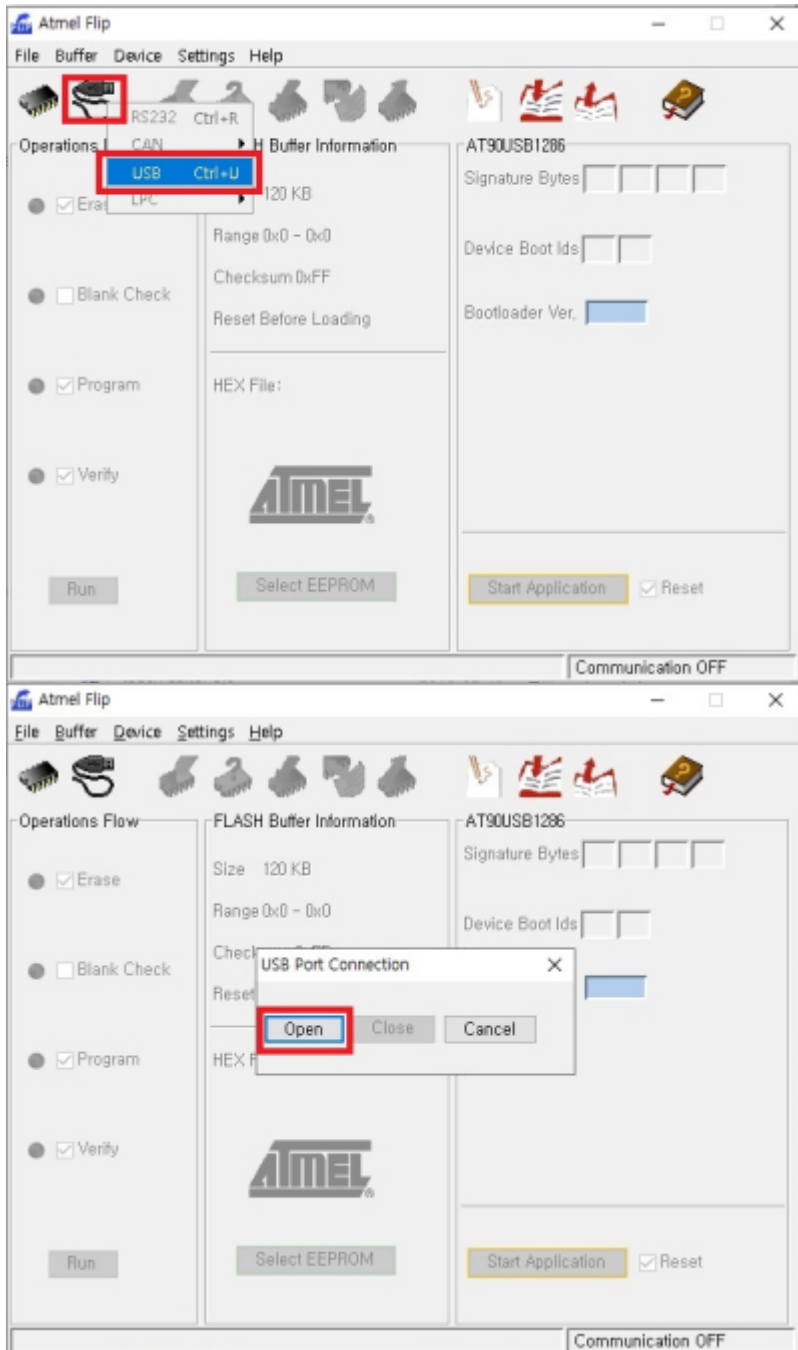 Atmel Flip
File Buffer Device Settings Help
RS232 Ctrl+R
CAN
USB Ctrl+U
LPC
Operations
H Buffer Information
AT90USB1286
Signature Bytes
120 KB
Range 0x0 - 0x0
Device Boot Ids
Checksum 0xFF
Blank Check
Reset Before Loading
Bootloader Ver.
Program
HEX File:
Verify
ATMEL
Run
Select EEPROM
Start Application
Reset
Communication OFF
Atmel Flip
File Buffer Device Settings Help
Operations Flow
FLASH Buffer Information
AT90USB1286
Signature Bytes
Erase
Size 120 KB
Range 0x0 - 0x0
Device Boot Ids
Blank Check
USB Port Connection
Reset
Open Close Cancel
Program
HEX
Verify
ATMEL
Run
Select EEPROM
Start Application
Reset
Communication OFF